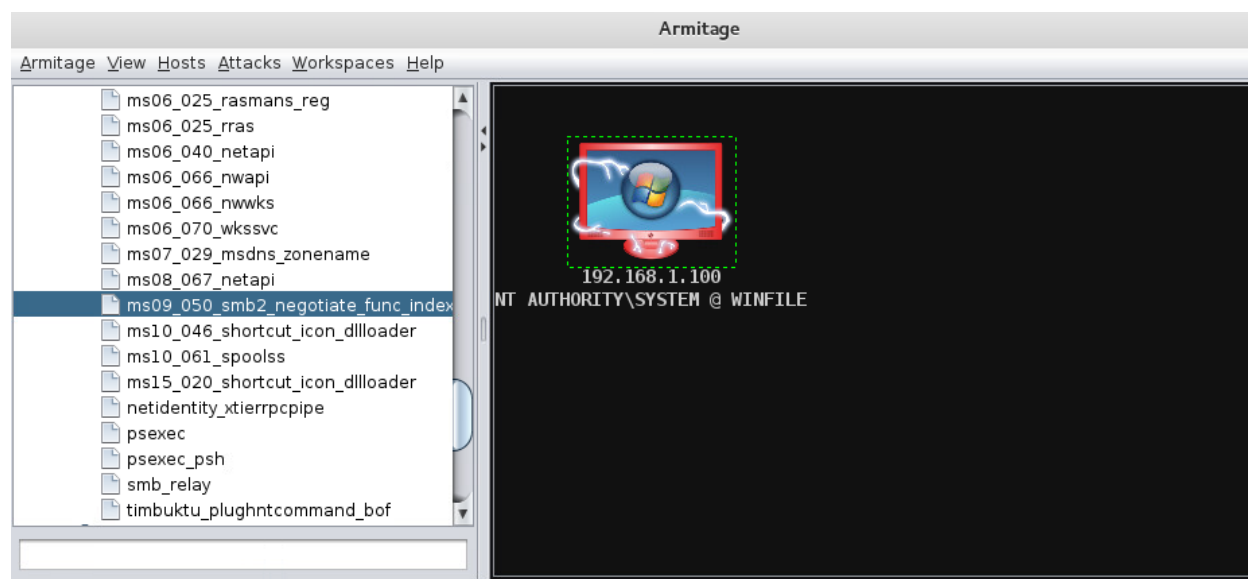 Armitage
Armitage View Hosts Attacks Workspaces Help
ms06_025_rasmans_reg
ms06_025_rras
ms06_040_netapi
ms06_066_nwapi
ms06_066_nwwks
ms06_070_wkssvc
ms07_029_msdns_zonename
ms08_067_netapi
ms09_050_smb2_negotiate_func_index
ms10_046_shortcut_icon_dllloader
ms10_061_spoolss
ms15_020_shortcut_icon_dllloader
netidentity_xtierrpcpipe
psexec
psexec_psh
smb_relay
timbuktu_plughntcommand_bof
192.168.1.100
NT AUTHORITY\SYSTEM @ WINFILE